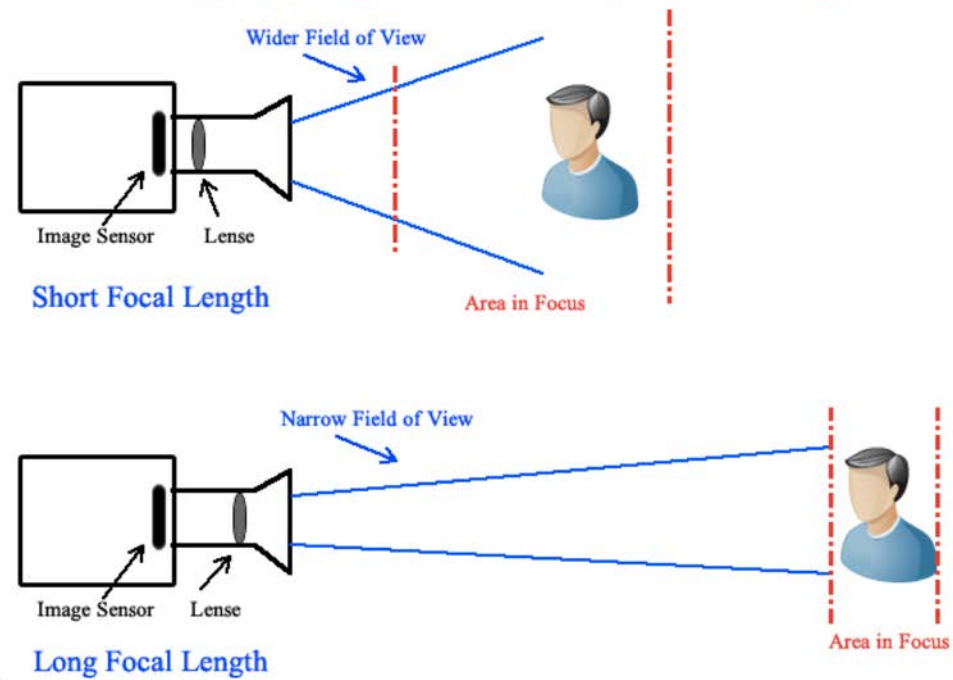 Wider Field of View
Image Sensor
Lense
Short Focal Length
Area in Focus
Narrow Field of View
Image Sensor
Lense
Area in Focus
Long Focal Length